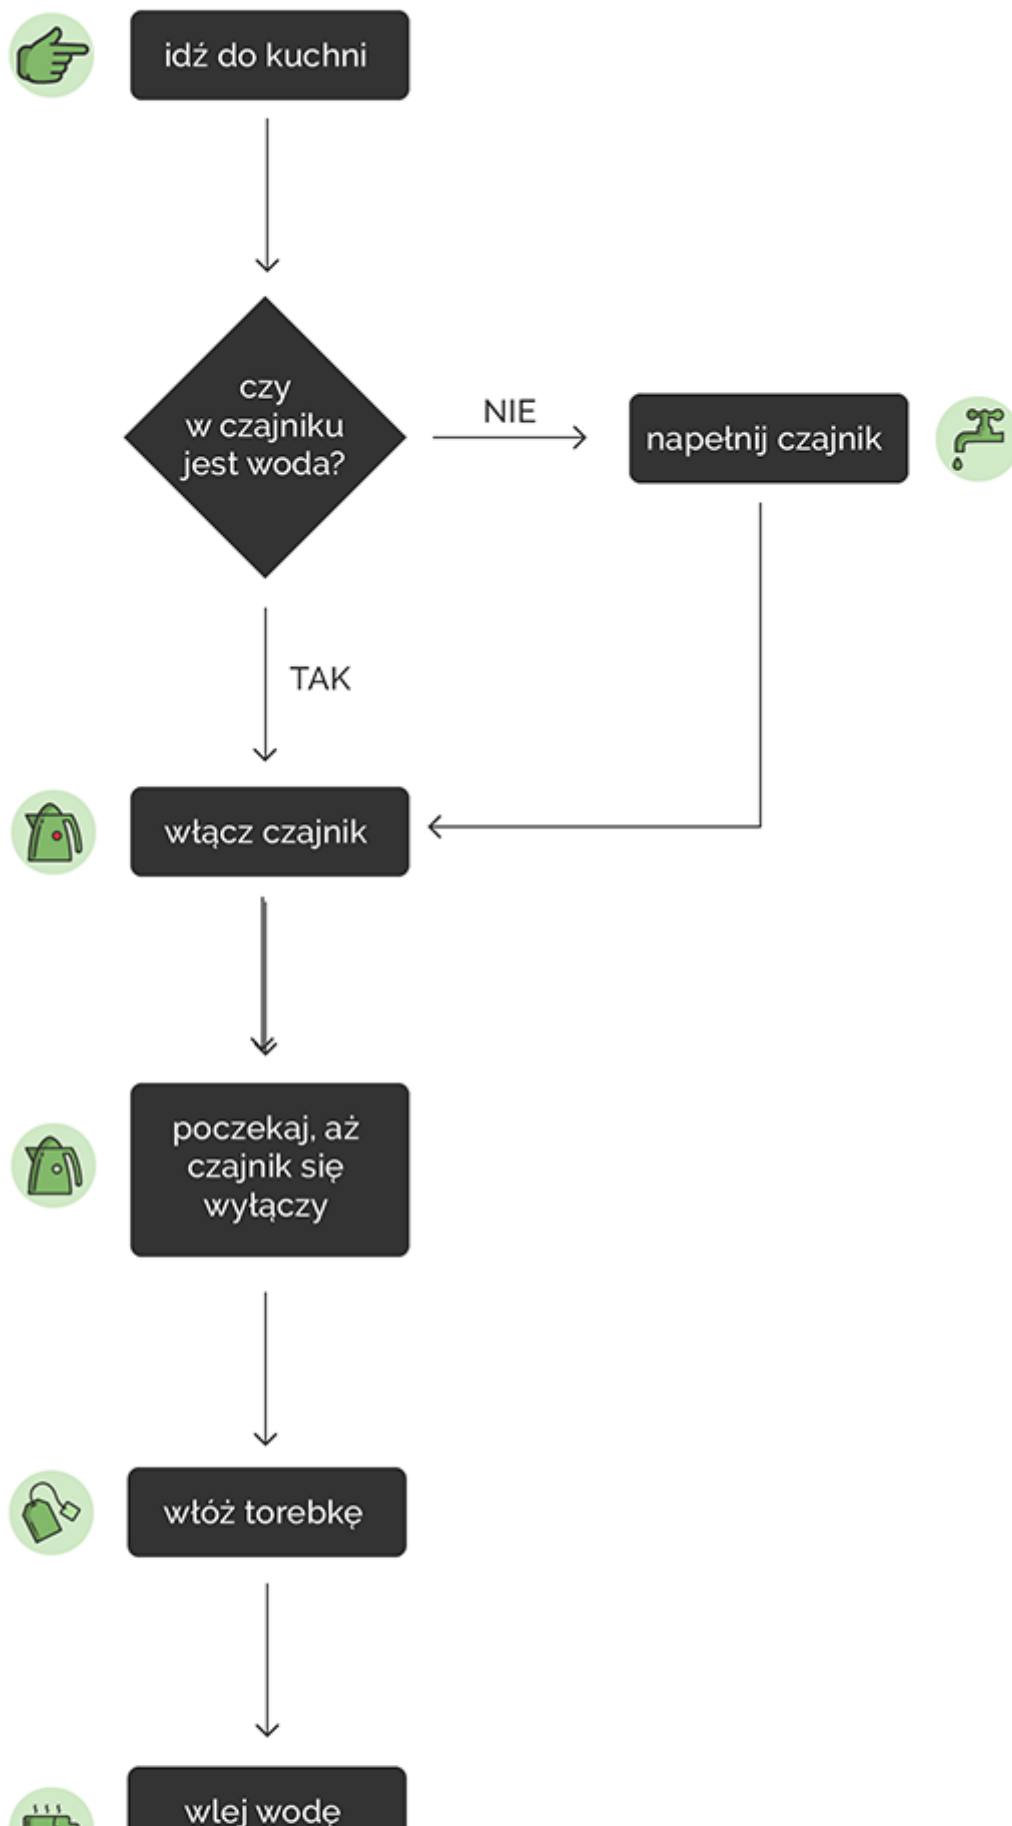 idź do kuchni
czy
w czajniku
jest woda?
NIE
napełnij czajnik
TAK
włącz czajnik
poczekaj, aż
czajnik się
wyłączy
włóż torebkę
wlej wodę